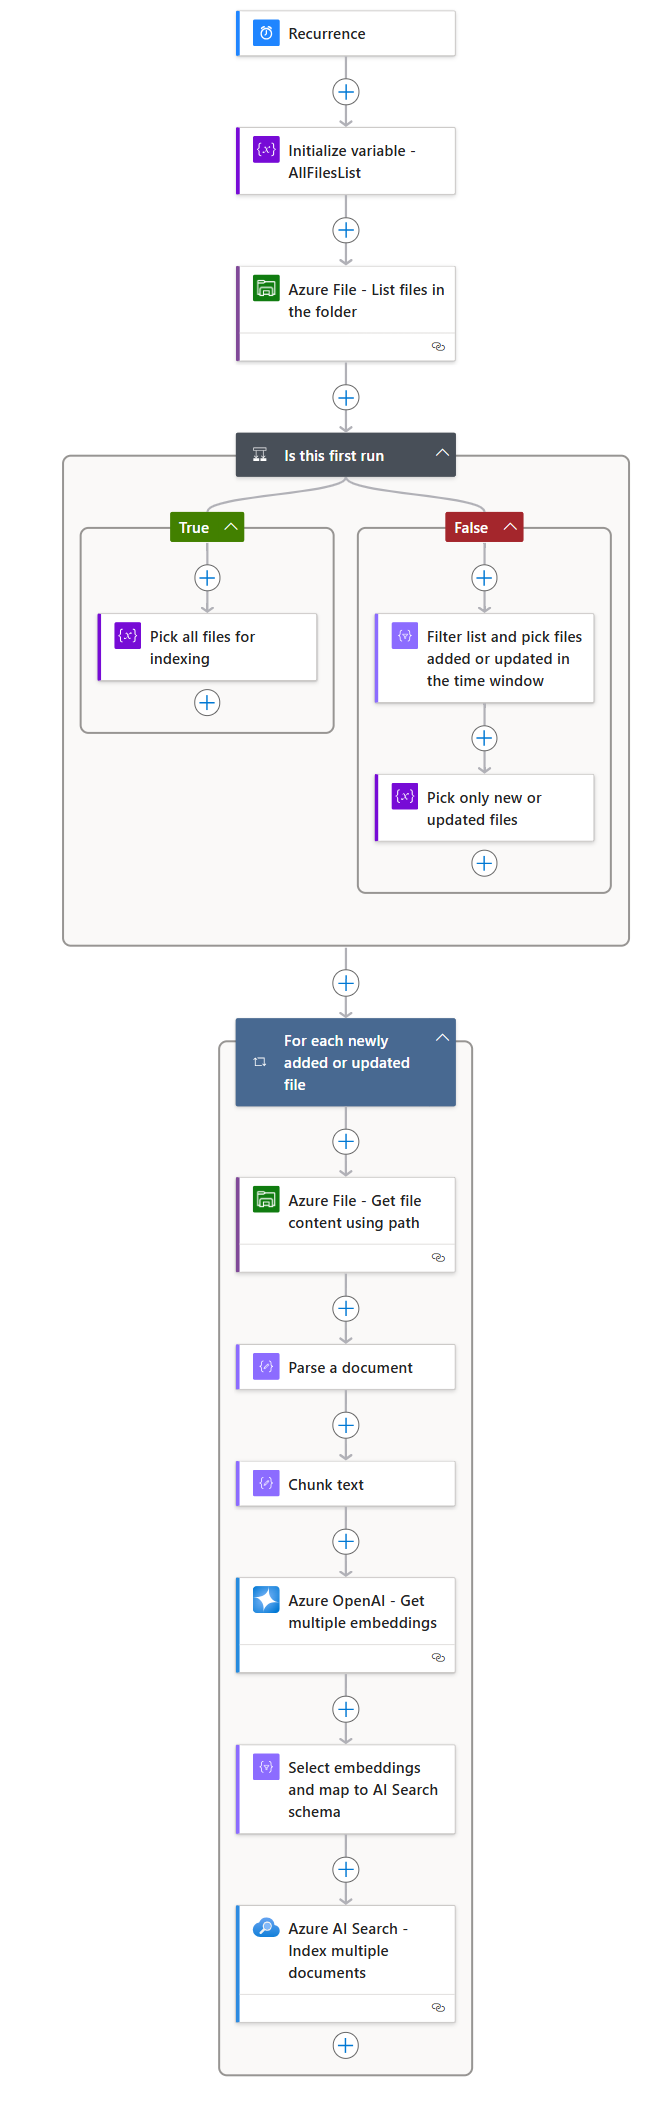 Recurrence
Initialize variable -
AllFilesList
Azure File - List files in
the folder
Is this first run
True
False
Pick all files for
indexing
Filter list and pick files
added or updated in
the time window
Pick only new or
updated files
For each newly
added or updated
file
Azure File - Get file
content using path
Parse a document
Chunk text
Azure OpenAI - Get
multiple embeddings
Select embeddings
and map to AI Search
schema
Azure AI Search -
Index multiple
documents